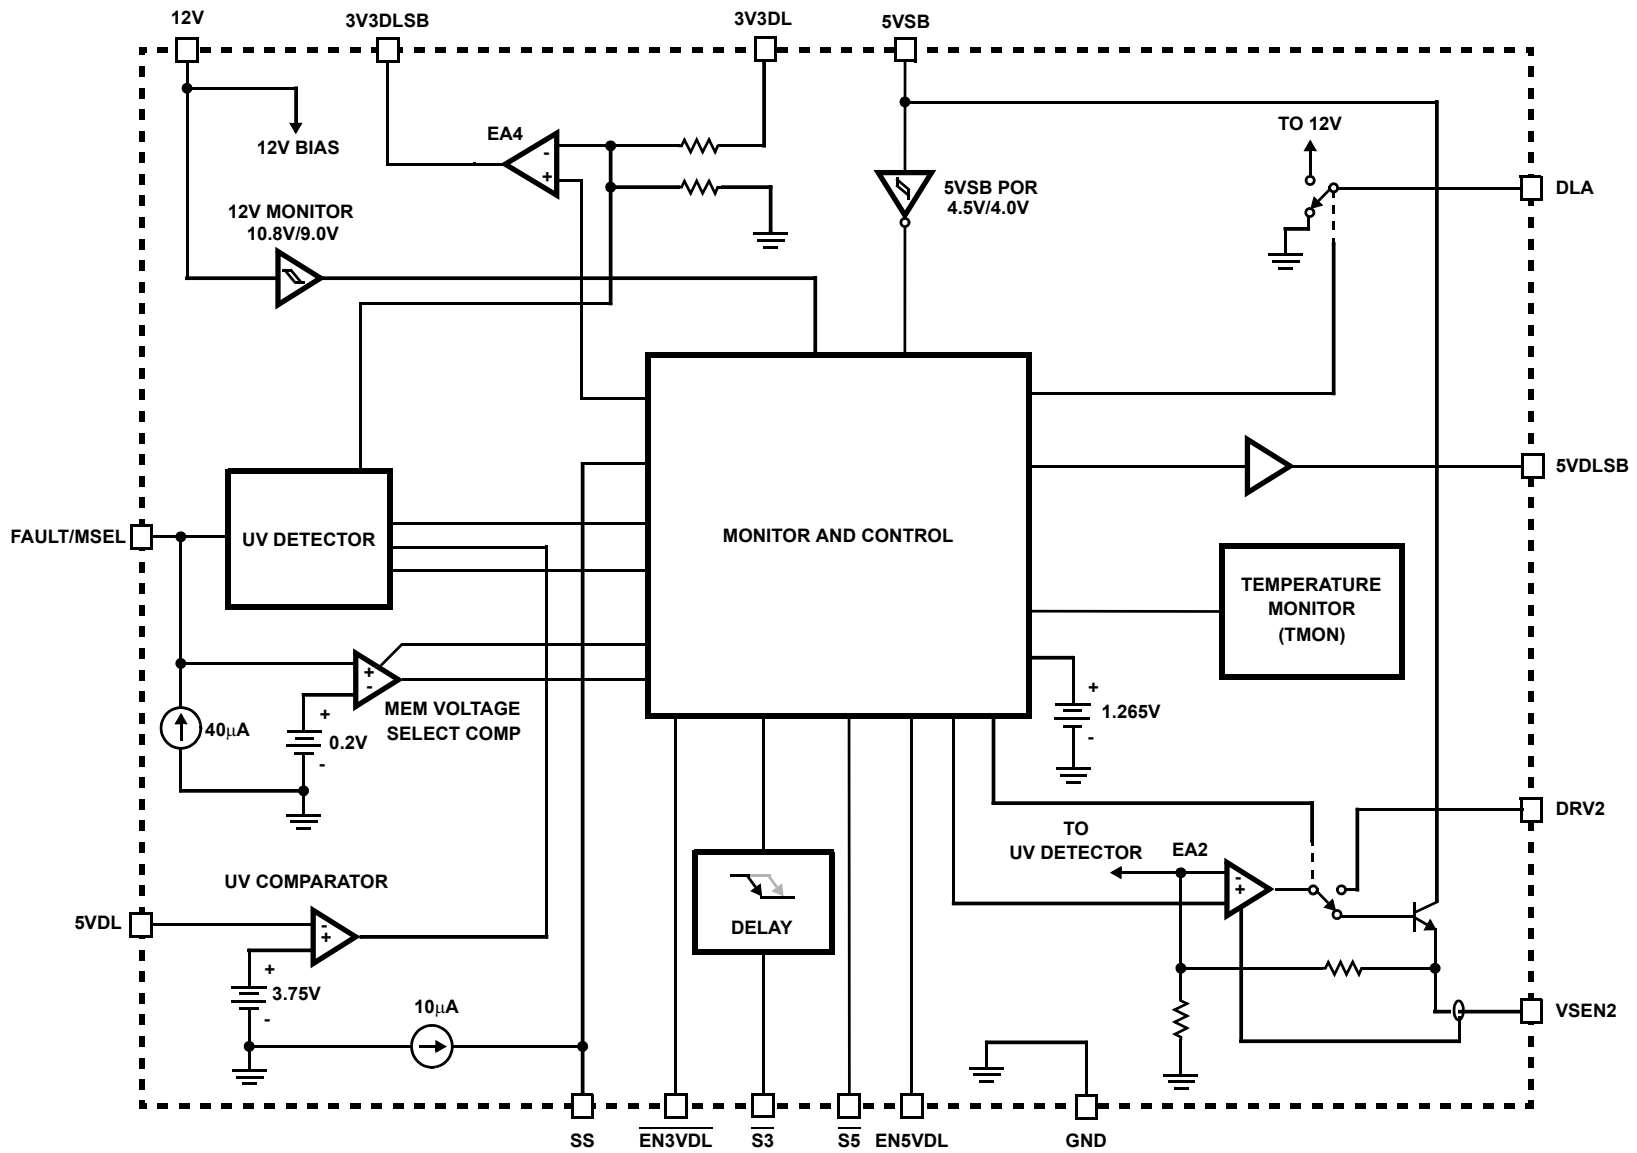 12V
3V3DLSB
3V3DL
5VSB
EA4
-
+
12V BIAS
TO 12V
5VSB POR
4.5V/4.0V
DLA
12V MONITOR
10.8V/9.0V
MONITOR AND CONTROL
5VDLSB
FAULT/MSEL
UV DETECTOR
TEMPERATURE
MONITOR
(TMON)
+
-
MEM VOLTAGE
SELECT COMP
40μA
+
0.2V
-
+
1.265V
-
DRV2
TO
UV DETECTOR
EA2
-
+
UV COMPARATOR
DELAY
5VDL
-
+
+
3.75V
-
10μA
VSEN2
SS
EN3VDL
S3
S5
EN5VDL
GND